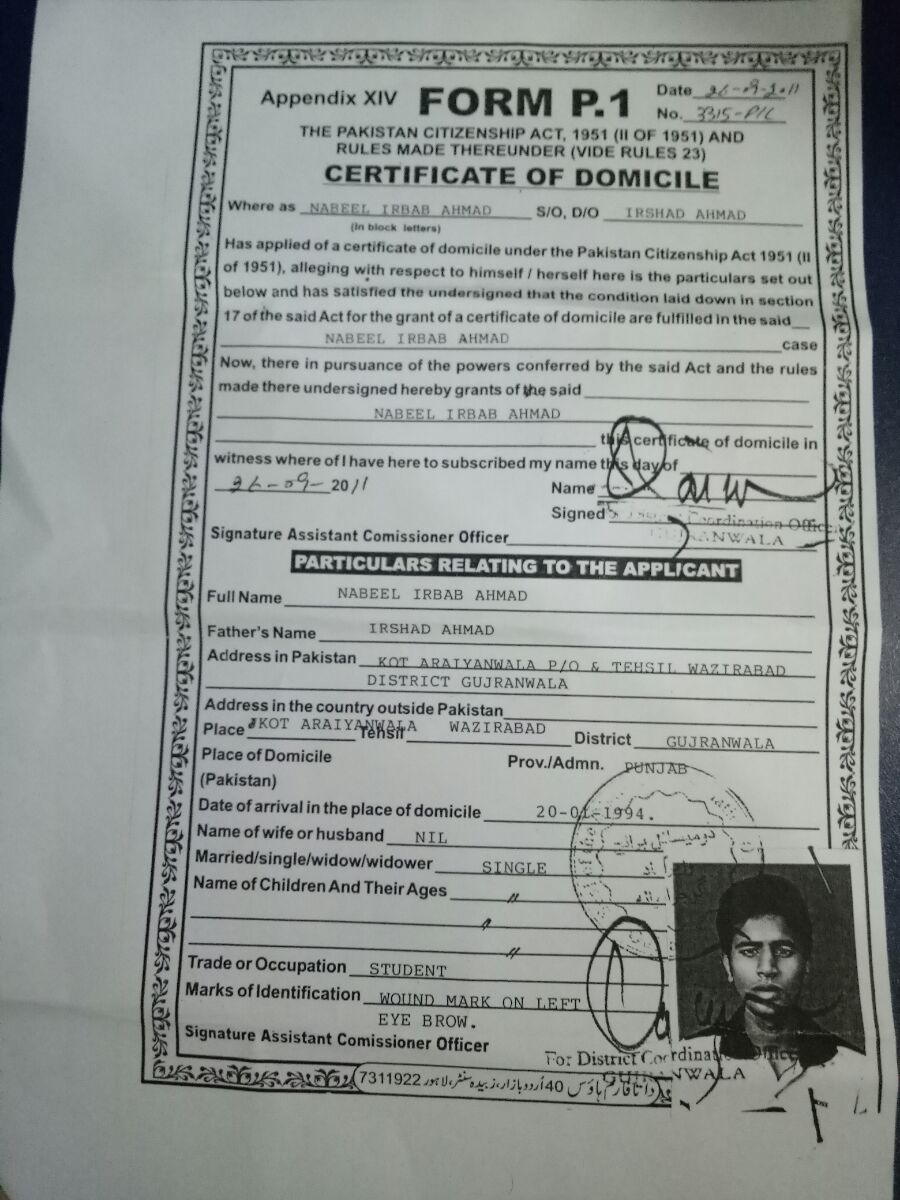 Appendix XIV FORM P.1 Date 26-09-2011
No. 3315-P/C
THE PAKISTAN CITIZENSHIP ACT, 1951 (II OF 1951) AND
RULES MADE THEREUNDER (VIDE RULES 23)
CERTIFICATE OF DOMICILE
Where as NABEEL IRBAB AHMAD S/O, D/O IRSHAD AHMAD
(In block letters)
Has applied of a certificate of domicile under the Pakistan Citizenship Act 1951 (II
of 1951), alleging with respect to himself / herself here is the particulars set out
below and has satisfied the undersigned that the condition laid down in section
17 of the said Act for the grant of a certificate of domicile are fulfilled in the said
NABEEL IRBAB AHMAD case
Now, there in pursuance of the powers conferred by the said Act and the rules
made there undersigned hereby grants of the said
NABEEL IRBAB AHMAD
this certificate of domicile in
witness where of I have here to subscribed my name this day of
26-09-2011 Name
Signed Coordination Officer
GUJRANWALA
Signature Assistant Comissioner Officer
PARTICULARS RELATING TO THE APPLICANT
Full Name NABEEL IRBAB AHMAD
Father's Name IRSHAD AHMAD
Address in Pakistan KOT ARAIYANWALA P/O & TEHSIL WAZIRABAD
DISTRICT GUJRANWALA
Address in the country outside Pakistan
Place KOT ARAIYANWALA Tehsil WAZIRABAD District GUJRANWALA
Place of Domicile Prov./Admn. PUNJAB
(Pakistan)
Date of arrival in the place of domicile 20-01-1994.
Name of wife or husband NIL
Married/single/widow/widower SINGLE
Name of Children And Their Ages "
"
"
Trade or Occupation STUDENT
Marks of Identification WOUND MARK ON LEFT
EYE BROW.
Signature Assistant Comissioner Officer
For District Coordination Officer
GUJRANWALA
داتا فارم ہاؤس 40 اُردو بازار، زبیدہ سنٹر، لاہور 7311922